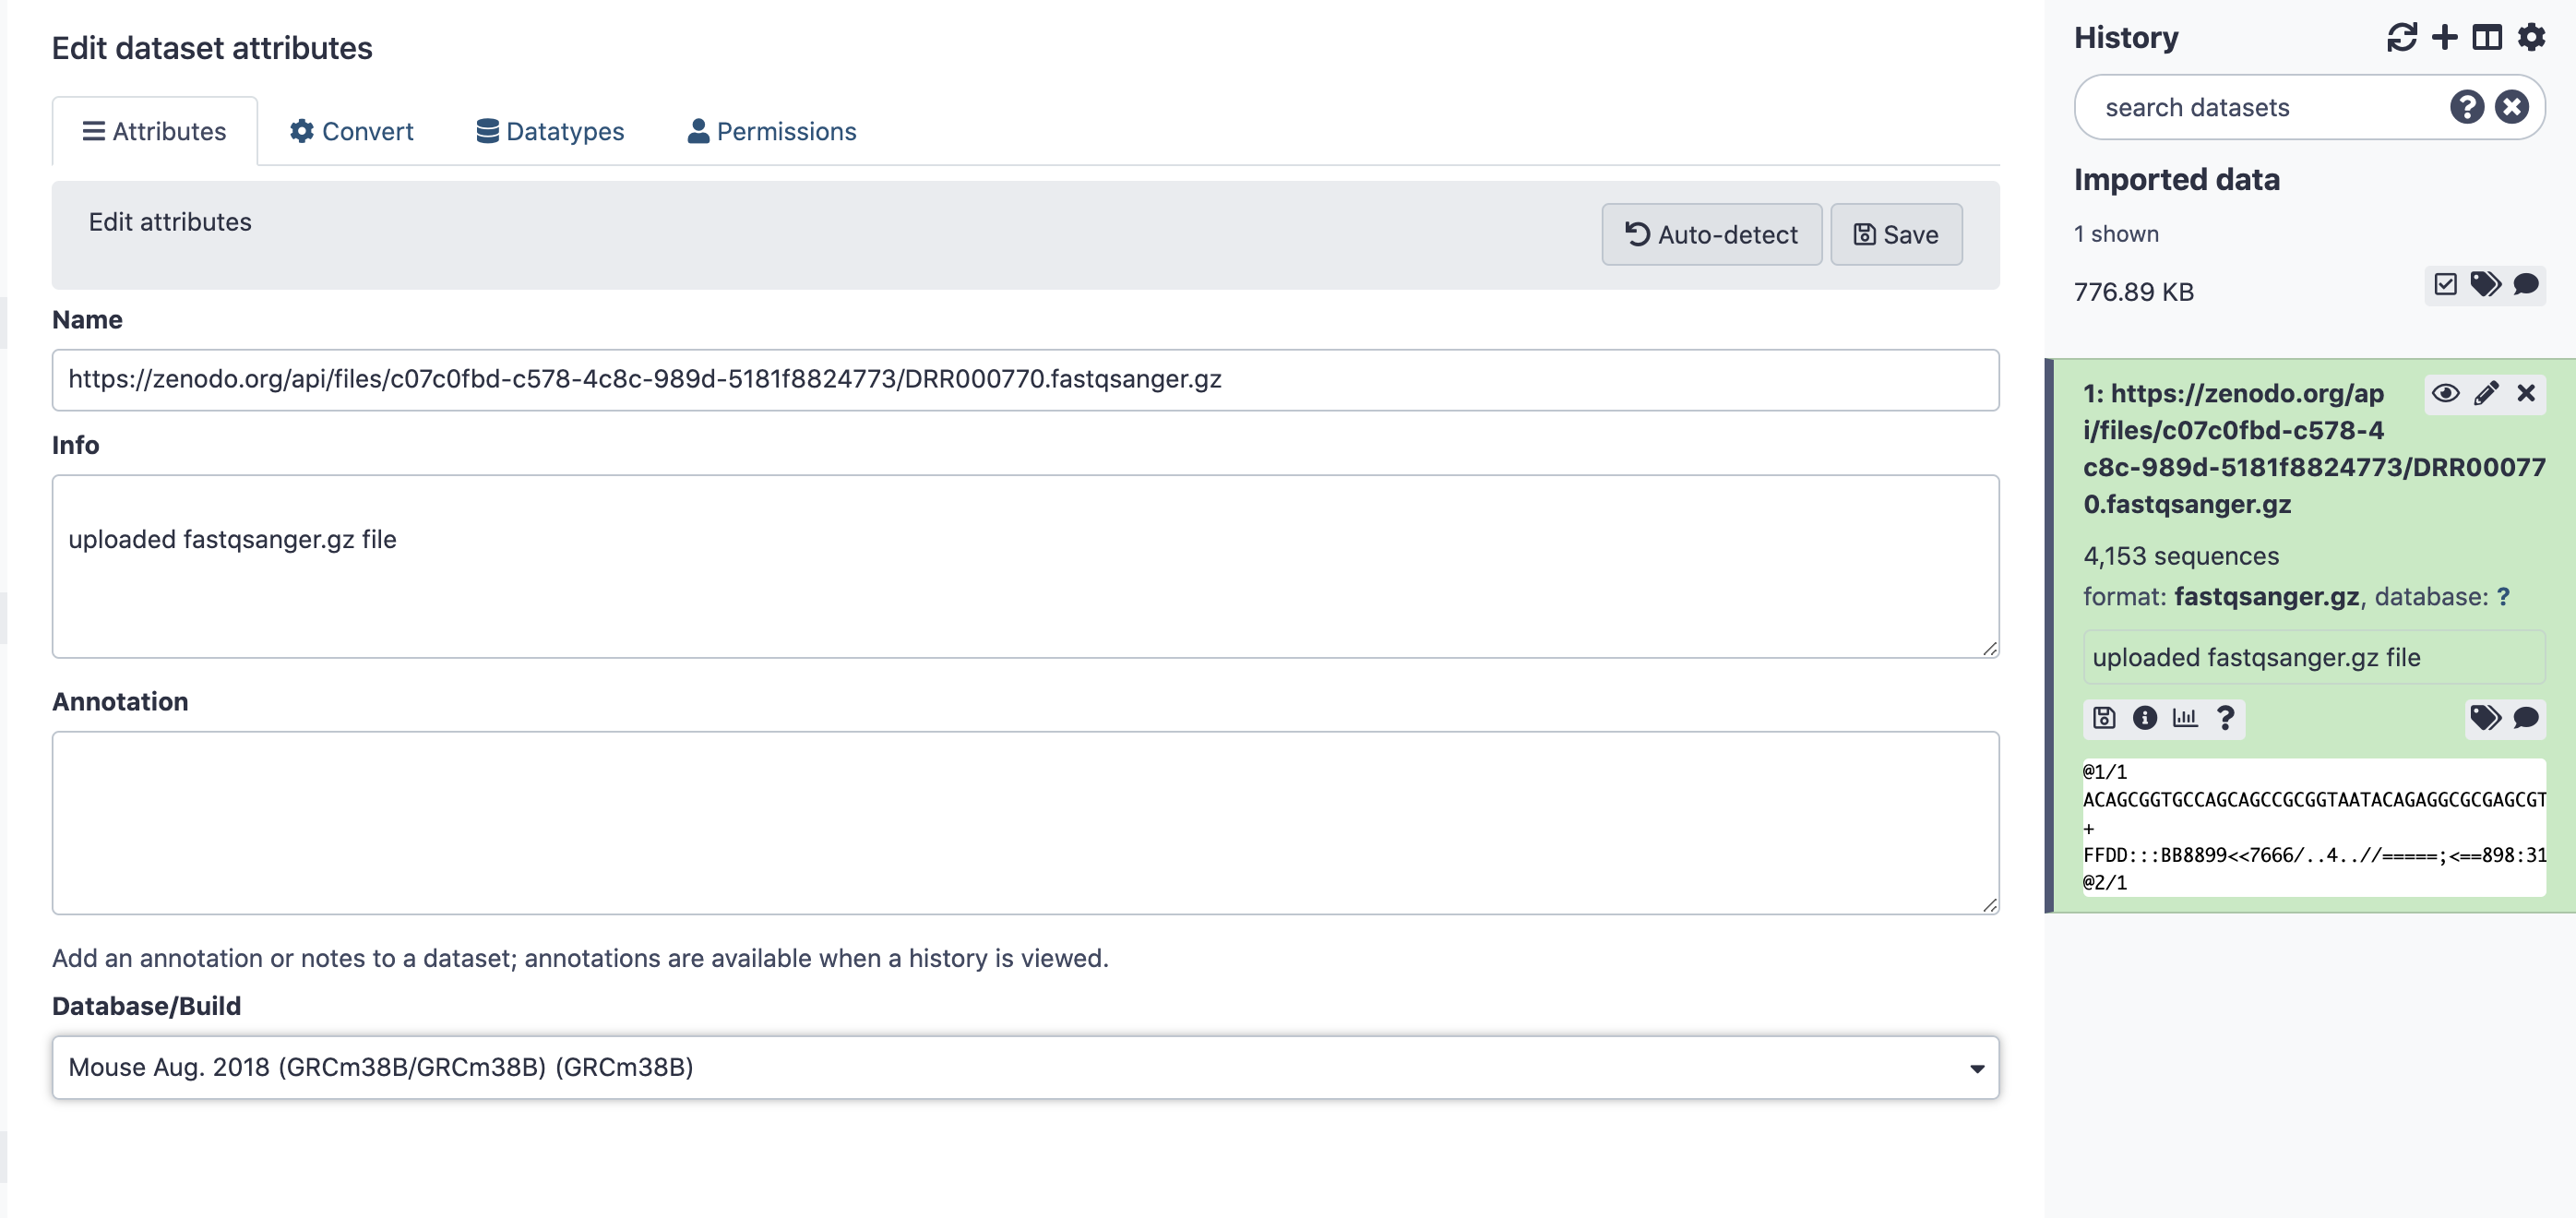 Edit dataset attributes
Attributes
Convert
Datatypes
Permissions
Edit attributes
Auto-detect
Save
Name
https://zenodo.org/api/files/c07c0fbd-c578-4c8c-989d-5181f8824773/DRR000770.fastqsanger.gz
Info
uploaded fastqsanger.gz file
Annotation
Add an annotation or notes to a dataset; annotations are available when a history is viewed.
Database/Build
Mouse Aug. 2018 (GRCm38B/GRCm38B) (GRCm38B)
History
search datasets
Imported data
1 shown
776.89 KB
1: https://zenodo.org/ap
i/files/c07c0fbd-c578-4
c8c-989d-5181f8824773/DRR00077
0.fastqsanger.gz
4,153 sequences
format: fastqsanger.gz, database: ?
uploaded fastqsanger.gz file
@1/1
ACAGCGGTGCCAGCAGCCGCGGTAATACAGAGGCGCGAGCGT
+
FFDD:::BB8899<<7666/..4..//=====;<==898:31
@2/1